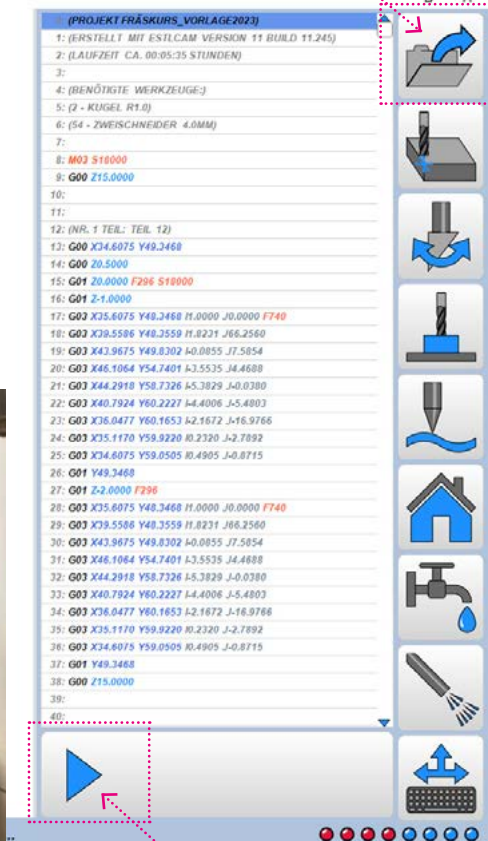 0: (PROJEKT FRÄSKURS_VORLAGE2023)
1: (ERSTELLT MIT ESTLCAM VERSION 11 BUILD 11.245)
2: (LAUFZEIT CA. 00:05:35 STUNDEN)
3:
4: (BENÖTIGTE WERKZEUGE:)
5: (2 - KUGEL R1.0)
6: (54 - ZWEISCHNEIDER 4.0MM)
7:
8: M03 S18000
9: G00 Z15.0000
10:
11:
12: (NR. 1 TEIL: TEIL 12)
13: G00 X34.6075 Y49.3468
14: G00 Z0.5000
15: G01 Z0.0000 F296 S18000
16: G01 Z-1.0000
17: G03 X35.6075 Y48.3468 I1.0000 J0.0000 F740
18: G03 X39.5586 Y48.3559 I1.8231 J66.2560
19: G03 X43.9675 Y49.8302 I-0.0855 J7.5854
20: G03 X46.1064 Y54.7401 I-3.5535 J4.4688
21: G03 X44.2918 Y58.7326 I-5.3829 J-0.0380
22: G03 X40.7924 Y60.2227 I-4.4006 J-5.4803
23: G03 X36.0477 Y60.1653 I-2.1672 J-16.9766
24: G03 X35.1170 Y59.9220 I0.2320 J-2.7892
25: G03 X34.6075 Y59.0505 I0.4905 J-0.8715
26: G01 Y49.3468
27: G01 Z-2.0000 F296
28: G03 X35.6075 Y48.3468 I1.0000 J0.0000 F740
29: G03 X39.5586 Y48.3559 I1.8231 J66.2560
30: G03 X43.9675 Y49.8302 I-0.0855 J7.5854
31: G03 X46.1064 Y54.7401 I-3.5535 J4.4688
32: G03 X44.2918 Y58.7326 I-5.3829 J-0.0380
33: G03 X40.7924 Y60.2227 I-4.4006 J-5.4803
34: G03 X36.0477 Y60.1653 I-2.1672 J-16.9766
35: G03 X35.1170 Y59.9220 I0.2320 J-2.7892
36: G03 X34.6075 Y59.0505 I0.4905 J-0.8715
37: G01 Y49.3468
38: G00 Z15.0000
39:
40: